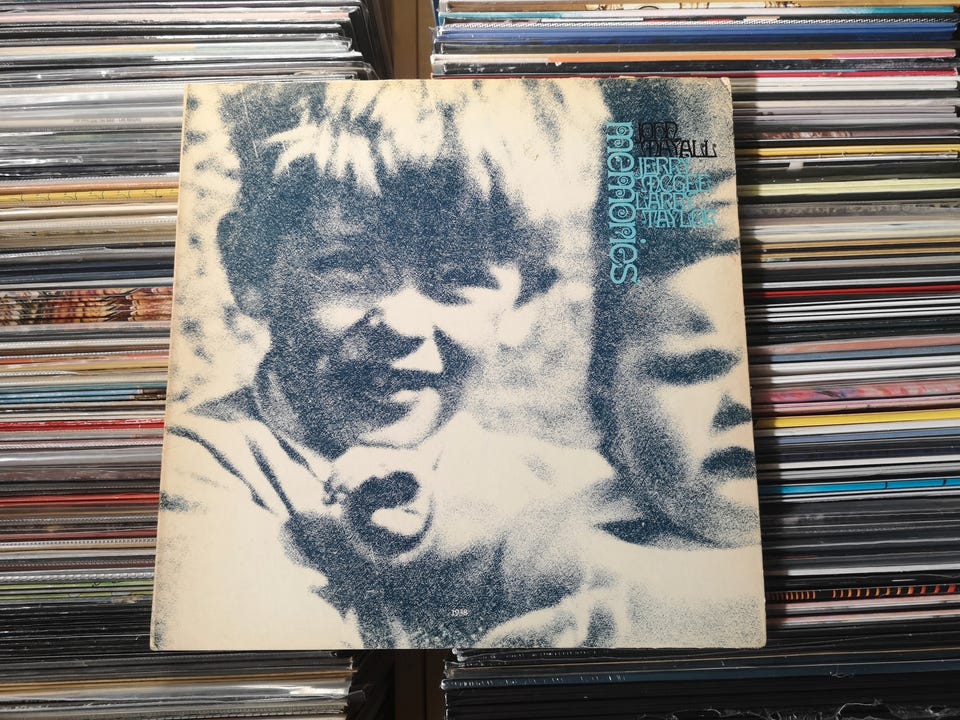 memories
JOHN
MAYALL
JERRY
MCGEE
LARRY
TAYLOR
1938